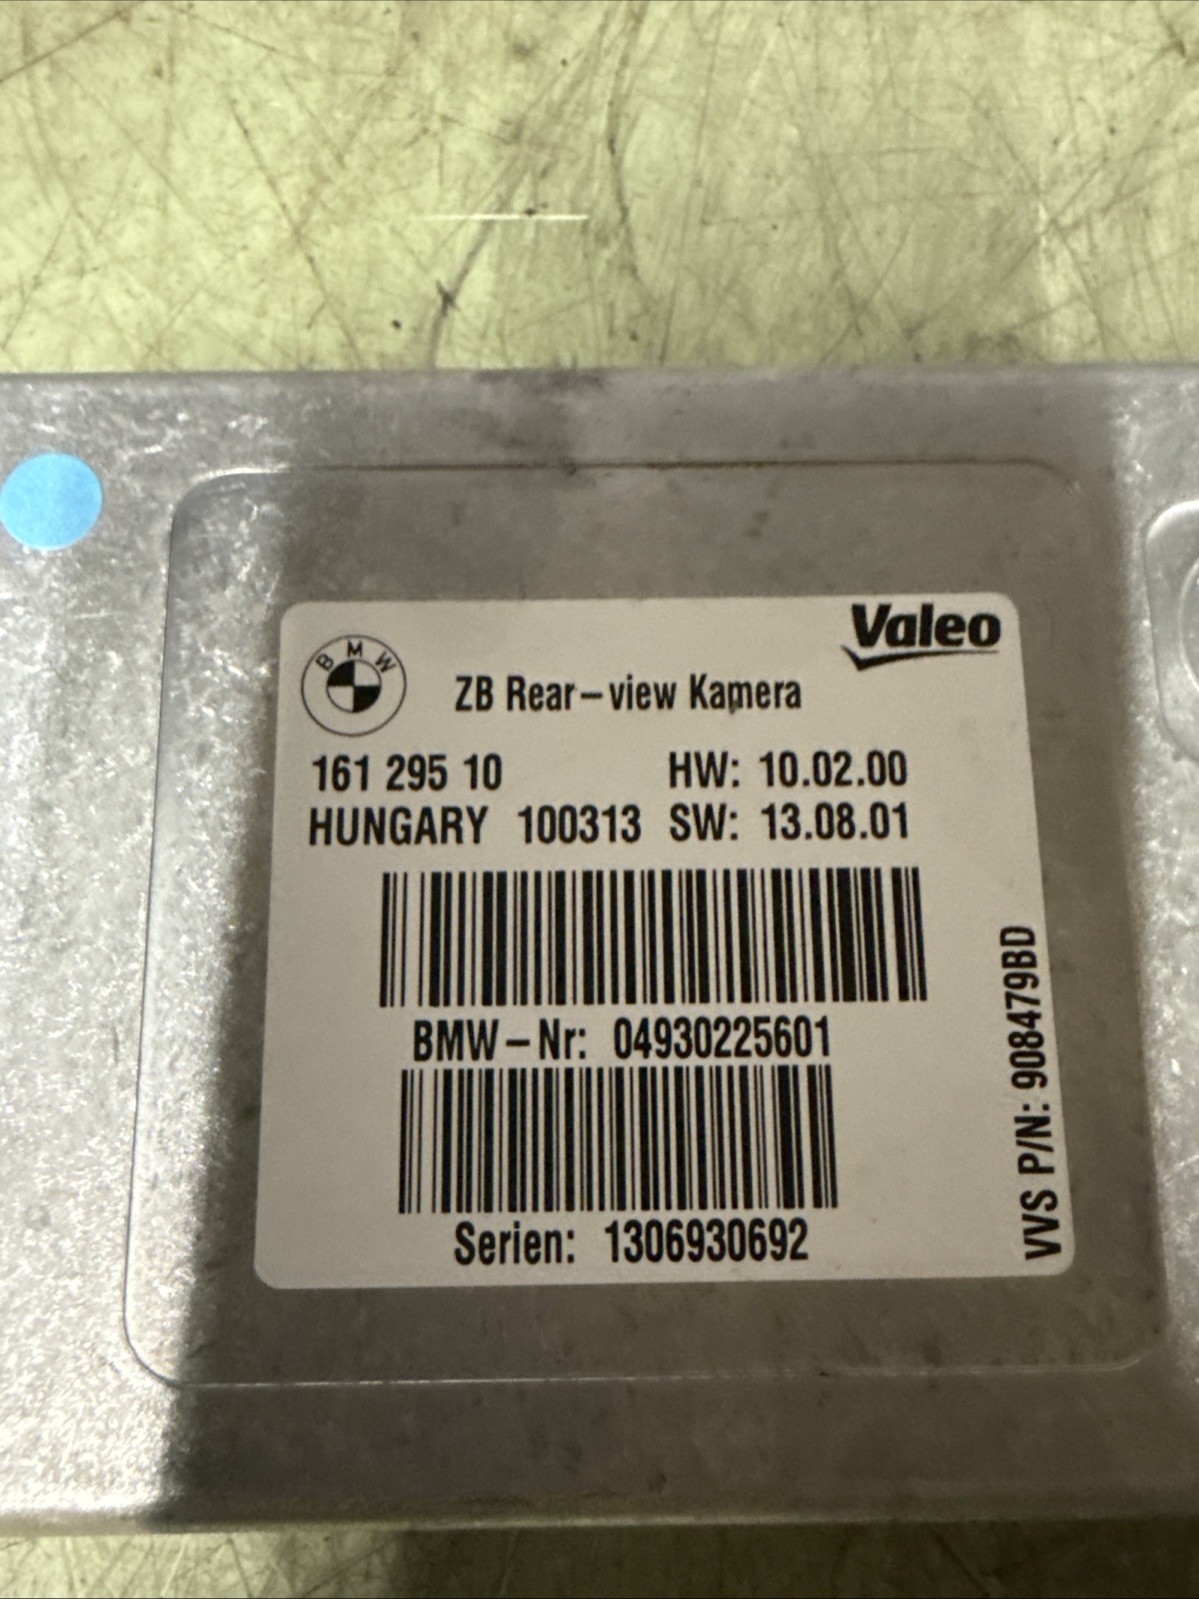 Valeo
BMW
ZB Rear-view Kamera
161 295 10 HW: 10.02.00
HUNGARY 100313 SW: 13.08.01
BMW-Nr: 04930225601
Serien: 1306930692
VVS P/N: 908479BD